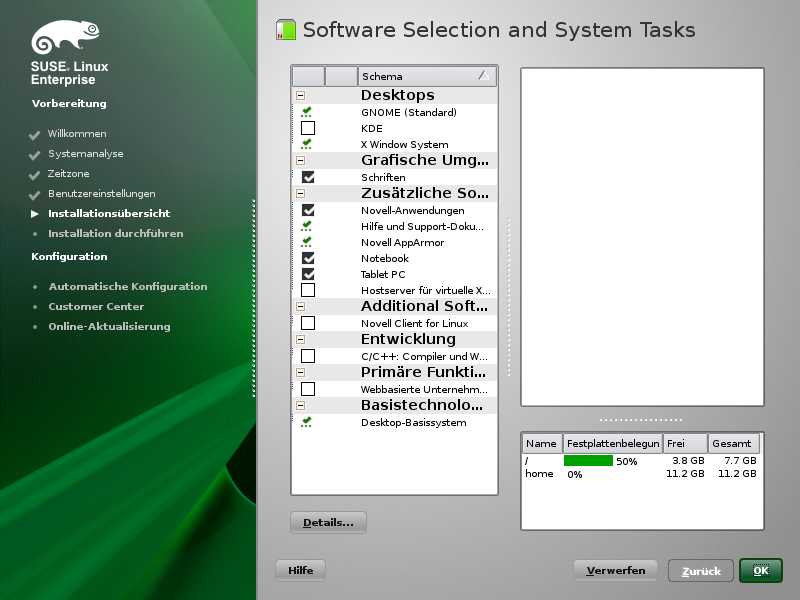 SUSE. Linux
Enterprise
Vorbereitung
Willkommen
Systemanalyse
Zeitzone
Benutzereinstellungen
Installationsübersicht
Installation durchführen
Konfiguration
Automatische Konfiguration
Customer Center
Online-Aktualisierung
Software Selection and System Tasks
Schema
Desktops
GNOME (Standard)
KDE
X Window System
Grafische Umg...
Schriften
Zusätzliche So...
Novell-Anwendungen
Hilfe und Support-Doku...
Novell AppArmor
Notebook
Tablet PC
Hostserver für virtuelle X...
Additional Soft...
Novell Client for Linux
Entwicklung
C/C++: Compiler und W...
Primäre Funkti...
Webbasierte Unternehm...
Basistechnolo...
Desktop-Basissystem
Details...
Name Festplattenbelegun Frei Gesamt
/ 50% 3.8 GB 7.7 GB
home 0% 11.2 GB 11.2 GB
Hilfe
Verwerfen
Zurück
OK